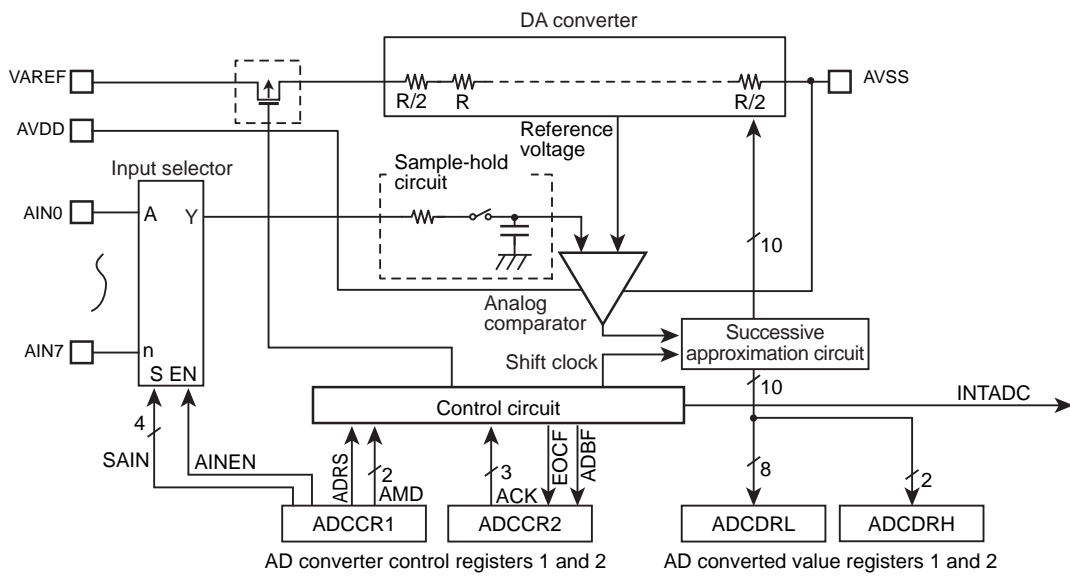 DA converter
VAREF
AVSS
R/2
R
R/2
AVDD
Reference
voltage
Input selector
Sample-hold
circuit
AIN0
A
Y
10
Analog
comparator
AIN7
n
Successive
approximation circuit
Shift clock
S EN
10
INTADC
Control circuit
4
SAIN
AINEN
ADRS
2
AMD
3
ACK
EOCF
ADBF
8
2
ADCCR1
ADCCR2
ADCDRL
ADCDRH
AD converter control registers 1 and 2
AD converted value registers 1 and 2